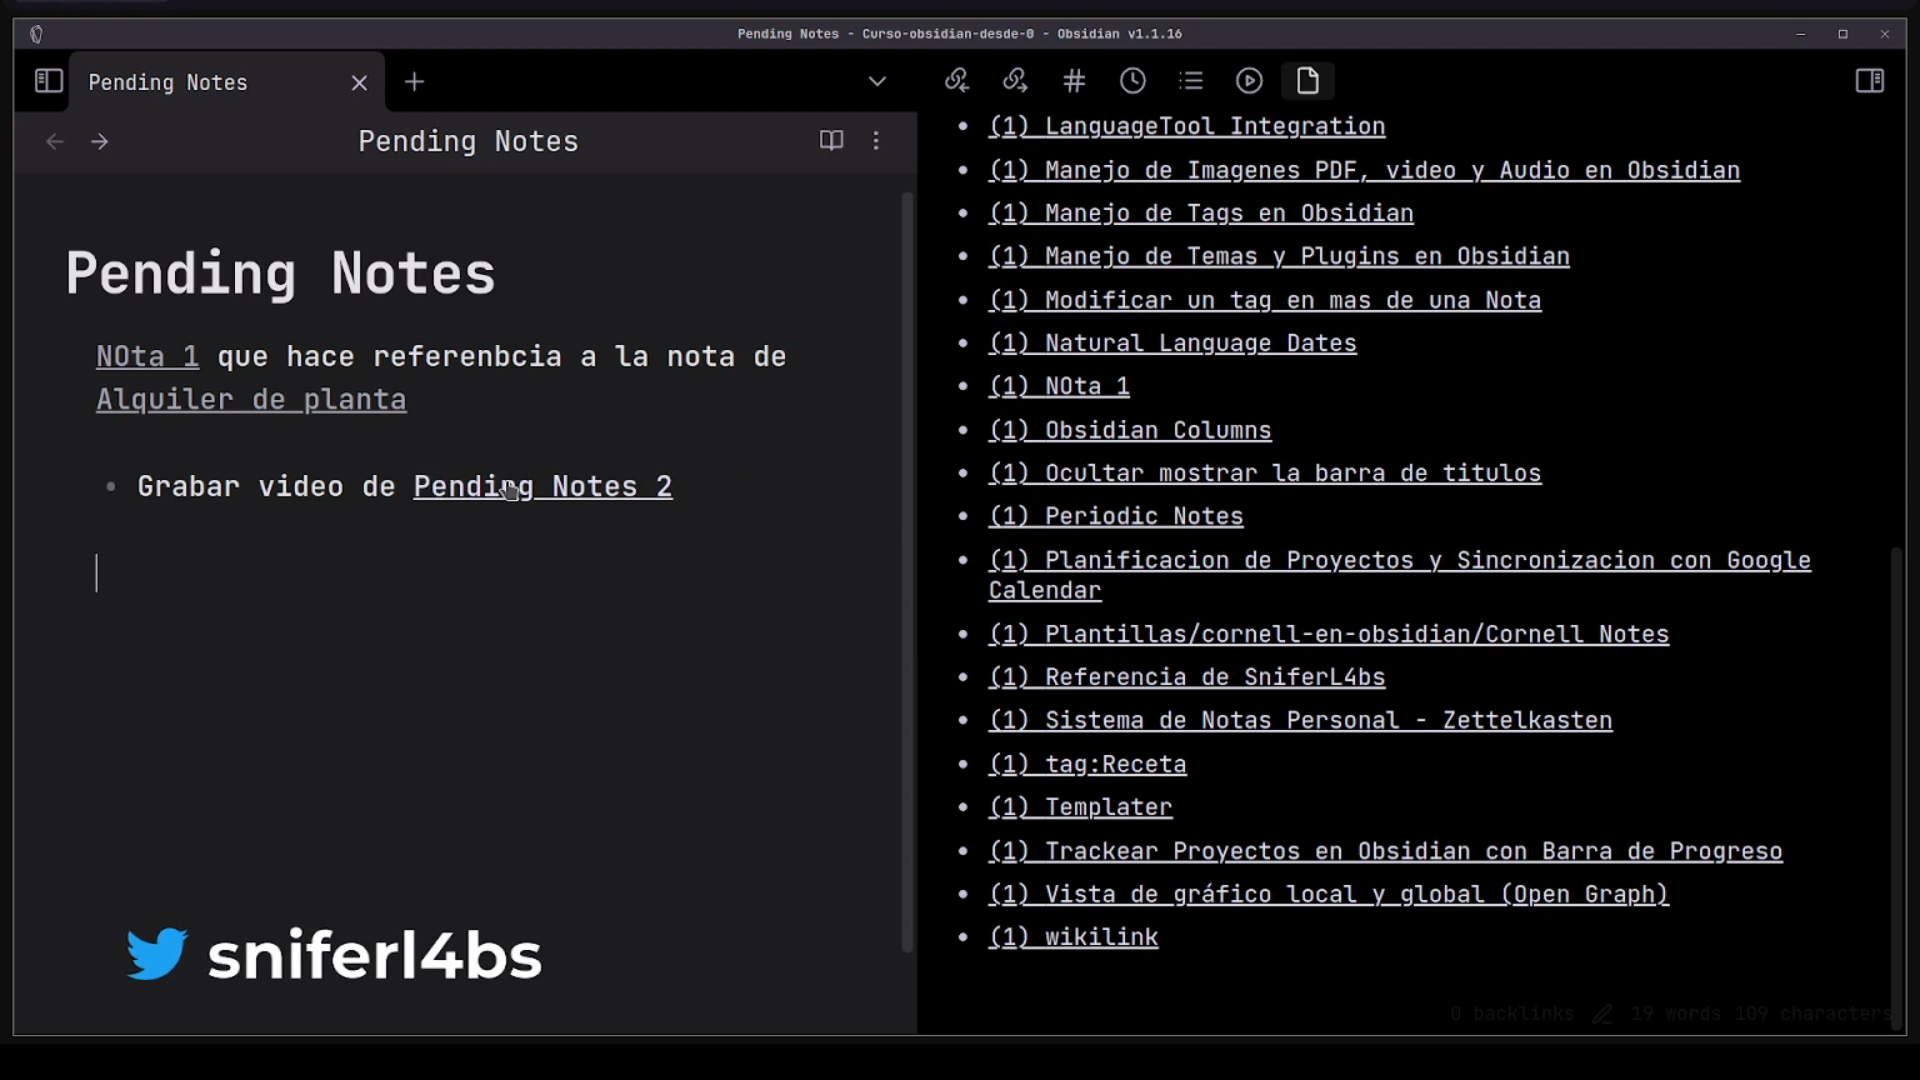 Pending Notes - Curso-obsidian-desde-0 - Obsidian v1.1.16
Pending Notes
Pending Notes
Pending Notes
NOta 1 que hace referenbcia a la nota de
Alquiler de planta
Grabar video de Pending Notes 2
sniferl4bs
(1) LanguageTool Integration
(1) Manejo de Imagenes PDF, video y Audio en Obsidian
(1) Manejo de Tags en Obsidian
(1) Manejo de Temas y Plugins en Obsidian
(1) Modificar un tag en mas de una Nota
(1) Natural Language Dates
(1) NOta 1
(1) Obsidian Columns
(1) Ocultar mostrar la barra de titulos
(1) Periodic Notes
(1) Planificacion de Proyectos y Sincronizacion con Google
Calendar
(1) Plantillas/cornell-en-obsidian/Cornell Notes
(1) Referencia de SniferL4bs
(1) Sistema de Notas Personal - Zettelkasten
(1) tag:Receta
(1) Templater
(1) Trackear Proyectos en Obsidian con Barra de Progreso
(1) Vista de gráfico local y global (Open Graph)
(1) wikilink
0 backlinks 19 words 109 characters